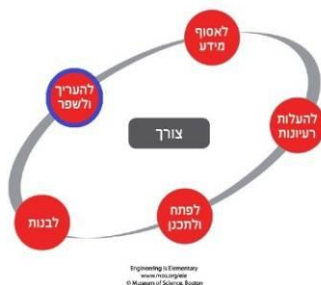 לאסוף
מידע
להעלות
רעיונות
לפתח
ולתכנן
לבנות
להעריך
ולשפר
צורך
Engineering is Elementary
www.mos.org/eie
© Museum of Science, Boston